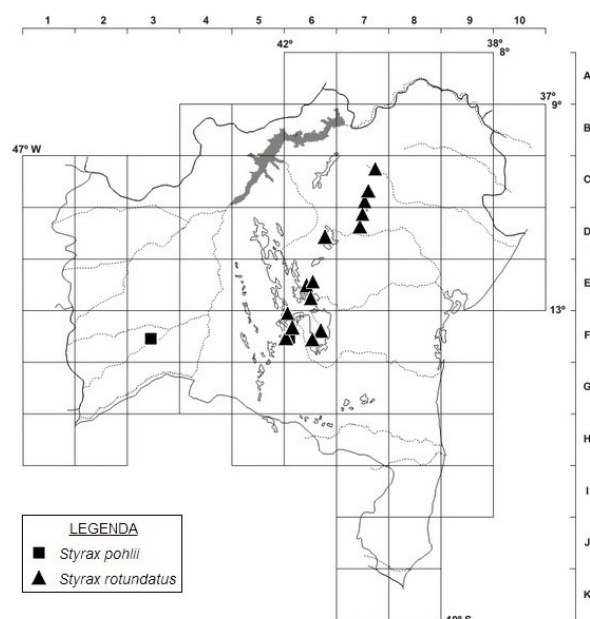 1 2 3 4 5 6 7 8 9 10
42° 38°
8°
A
37°
9°
B
47° W
C
D
E
13°
F
G
H
I
LEGENDA
Styrax pohlii
J
Styrax rotundatus
K